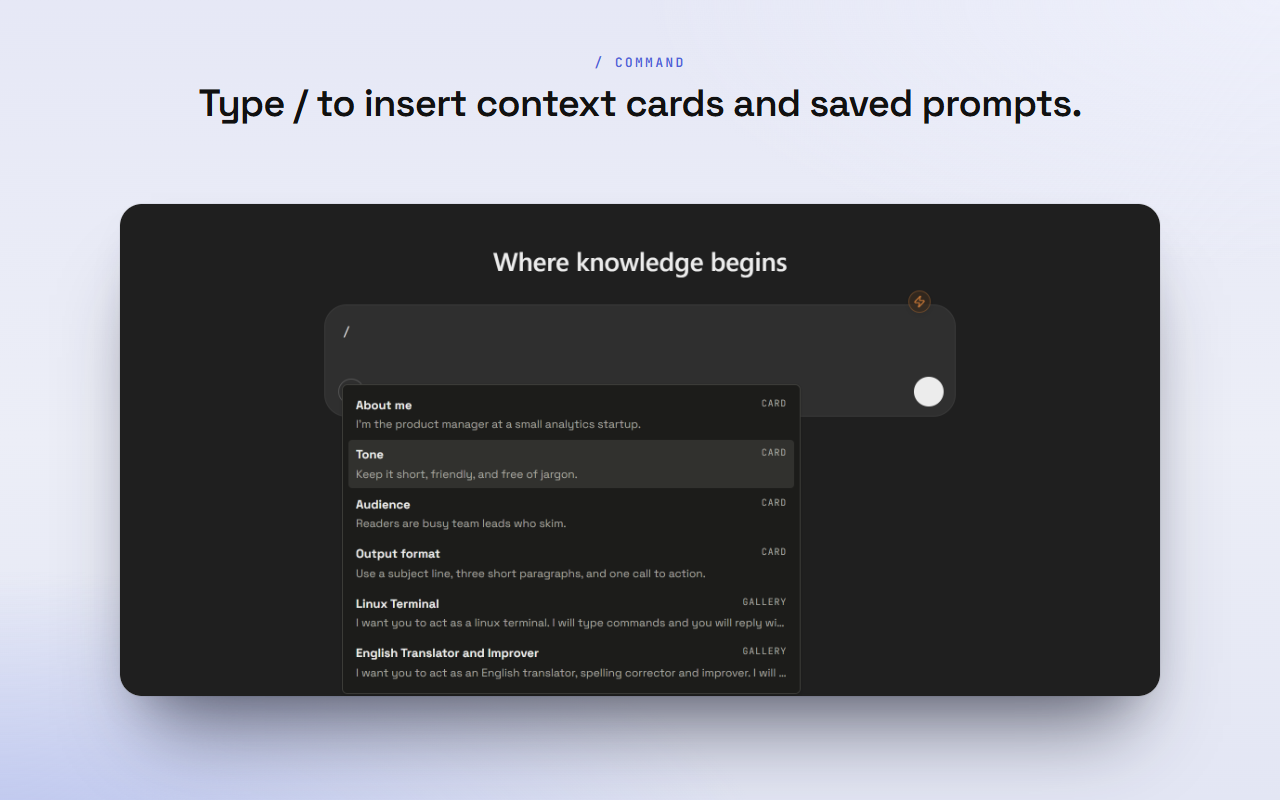 / COMMAND
Type / to insert context cards and saved prompts.
Where knowledge begins
/
About me CARD
I'm the product manager at a small analytics startup.
Tone CARD
Keep it short, friendly, and free of jargon.
Audience CARD
Readers are busy team leads who skim.
Output format CARD
Use a subject line, three short paragraphs, and one call to action.
Linux Terminal GALLERY
I want you to act as a linux terminal. I will type commands and you will reply wi...
English Translator and Improver GALLERY
I want you to act as an English translator, spelling corrector and improver. I will ...